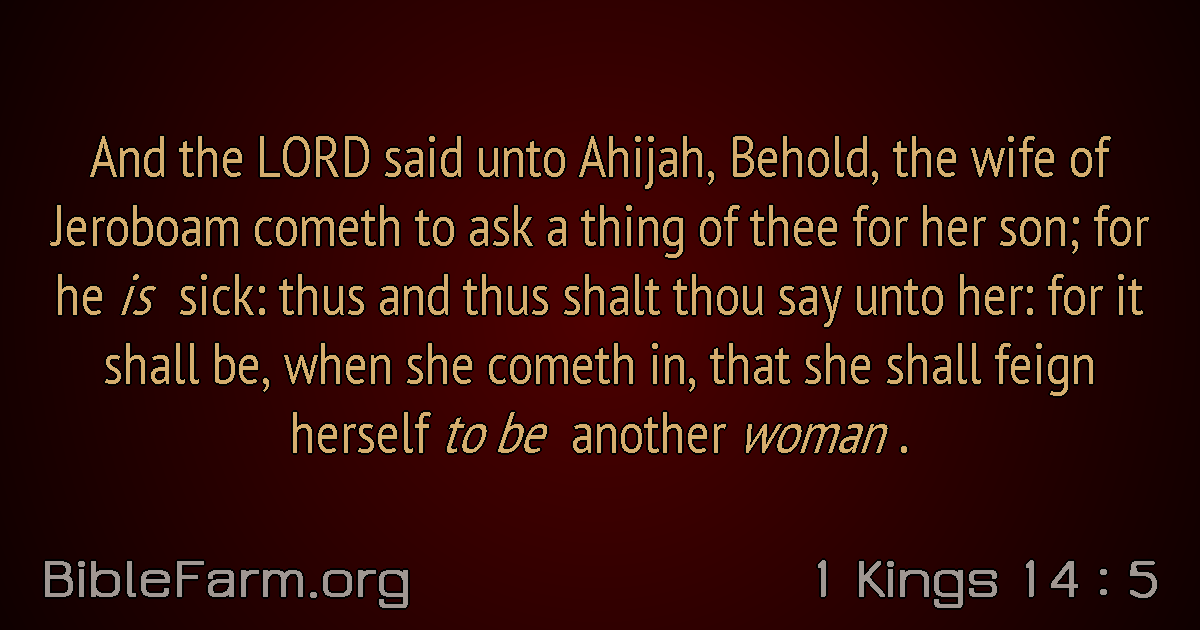 And the LORD said unto Ahijah, Behold, the wife of
Jeroboam cometh to ask a thing of thee for her son; for
he is sick: thus and thus shalt thou say unto her: for it
shall be, when she cometh in, that she shall feign
herself to be another woman .
BibleFarm.org
1 Kings 14 : 5